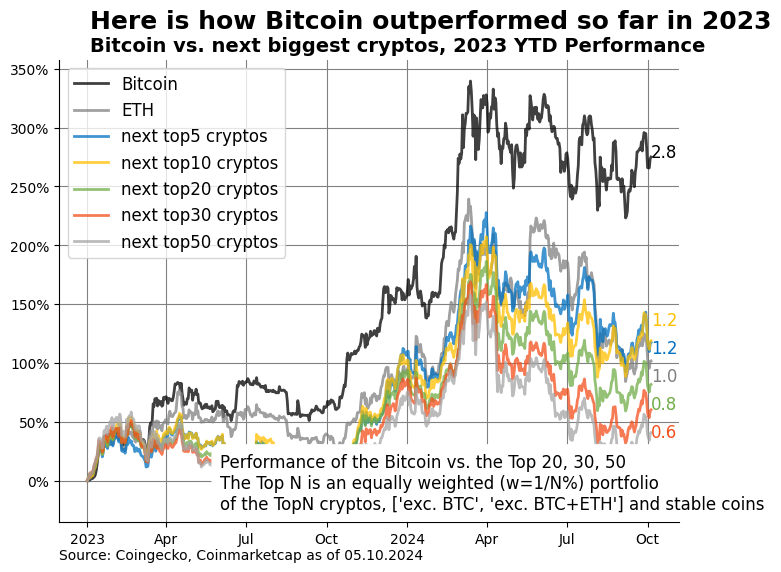 Here is how Bitcoin outperformed so far in 2023
Bitcoin vs. next biggest cryptos, 2023 YTD Performance
350%
300%
250%
200%
150%
100%
50%
0%
Bitcoin
ETH
next top5 cryptos
next top10 cryptos
next top20 cryptos
next top30 cryptos
next top50 cryptos
2.8
1.2
1.2
1.0
0.8
0.6
Performance of the Bitcoin vs. the Top 20, 30, 50
The Top N is an equally weighted (w=1/N%) portfolio
of the TopN cryptos, ['exc. BTC', 'exc. BTC+ETH'] and stable coins
2023 Apr Jul Oct 2024 Apr Jul Oct
Source: Coingecko, Coinmarketcap as of 05.10.2024